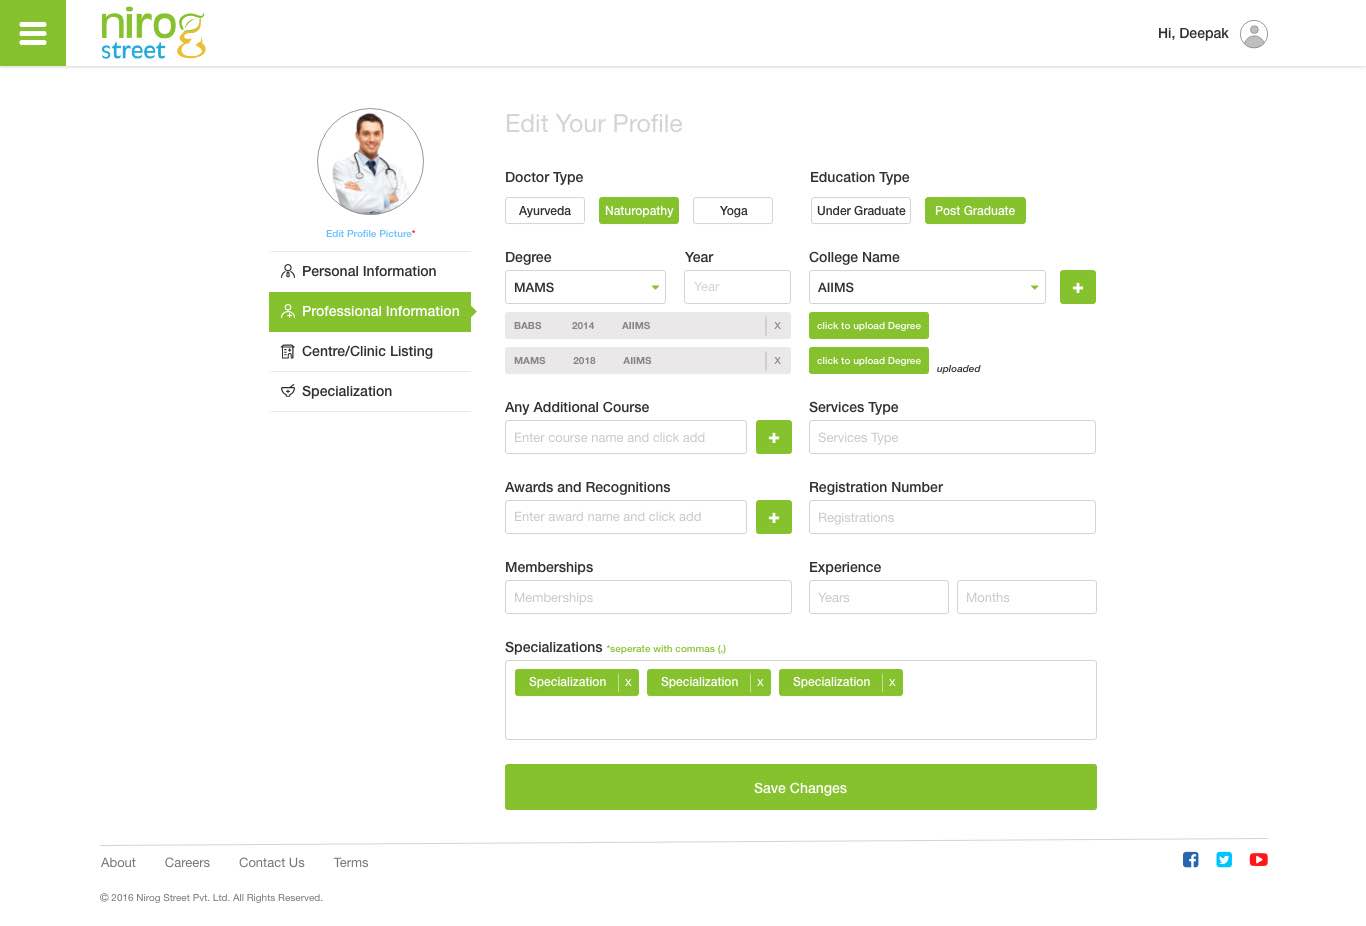 nirog
street
Hi, Deepak
Edit Profile Picture*
Personal Information
Professional Information
Centre/Clinic Listing
Specialization
Edit Your Profile
Doctor Type
Education Type
Ayurveda
Naturopathy
Yoga
Under Graduate
Post Graduate
Degree
Year
College Name
MAMS
Year
AIIMS
+
BABS 2014 AIIMS X
click to upload Degree
MAMS 2018 AIIMS X
click to upload Degree
uploaded
Any Additional Course
Services Type
Enter course name and click add
+
Services Type
Awards and Recognitions
Registration Number
Enter award name and click add
+
Registrations
Memberships
Experience
Memberships
Years
Months
Specializations *seperate with commas (,)
Specialization x
Specialization x
Specialization x
Save Changes
About
Careers
Contact Us
Terms
© 2016 Nirog Street Pvt. Ltd. All Rights Reserved.